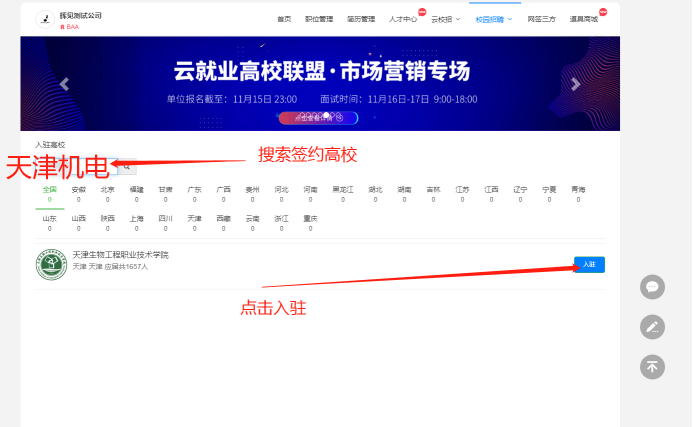 辉见测试公司
BAA
首页 职位管理 简历管理 人才中心 云校招 校园招聘 网签三方 道具商城
云就业高校联盟·市场营销专场
单位报名截至：11月15日 23:00 面试时间：11月16日-17日 9:00-18:00
点击查看详情
入驻高校
天津机电
搜索签约高校
全国 安徽 北京 福建 甘肃 广东 广西 贵州 河北 河南 黑龙江 湖北 湖南 吉林 江苏 江西 辽宁 宁夏 青海
0 0 0 0 0 0 0 0 0 0 0 0 0 0 0 0 0 0 0
山东 山西 陕西 上海 四川 天津 西藏 云南 浙江 重庆
0 0 0 0 0 0 0 0 0 0
天津生物工程职业技术学院
天津 天津 应届共1657人
入驻
点击入驻